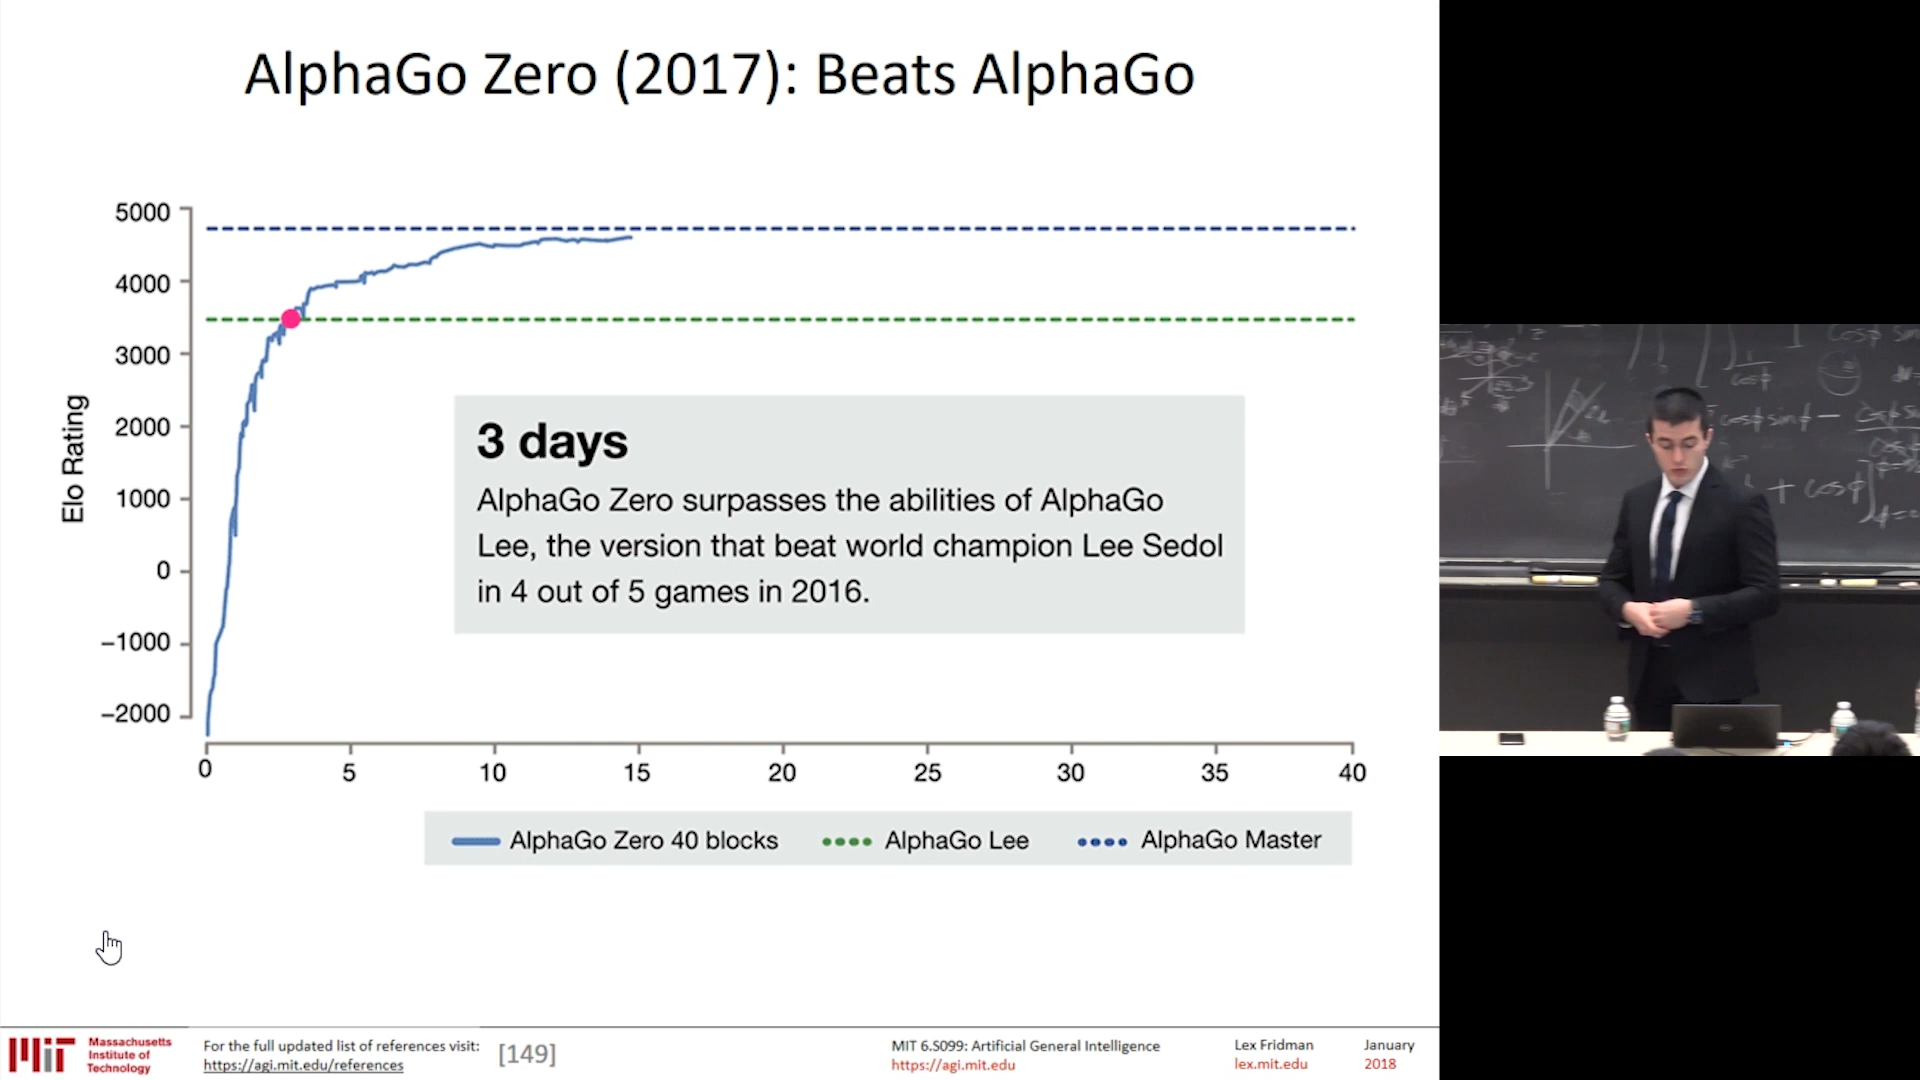 AlphaGo Zero (2017): Beats AlphaGo
5000
4000
3000
2000
1000
0
−1000
−2000
Elo Rating
3 days
AlphaGo Zero surpasses the abilities of AlphaGo
Lee, the version that beat world champion Lee Sedol
in 4 out of 5 games in 2016.
0 5 10 15 20 25 30 35 40
AlphaGo Zero 40 blocks AlphaGo Lee AlphaGo Master
Massachusetts
Institute of
Technology
For the full updated list of references visit:
https://agi.mit.edu/references
[149]
MIT 6.S099: Artificial General Intelligence
https://agi.mit.edu
Lex Fridman
lex.mit.edu
January
2018
MIT
cosϕ sinϕ −
+ cosϕ